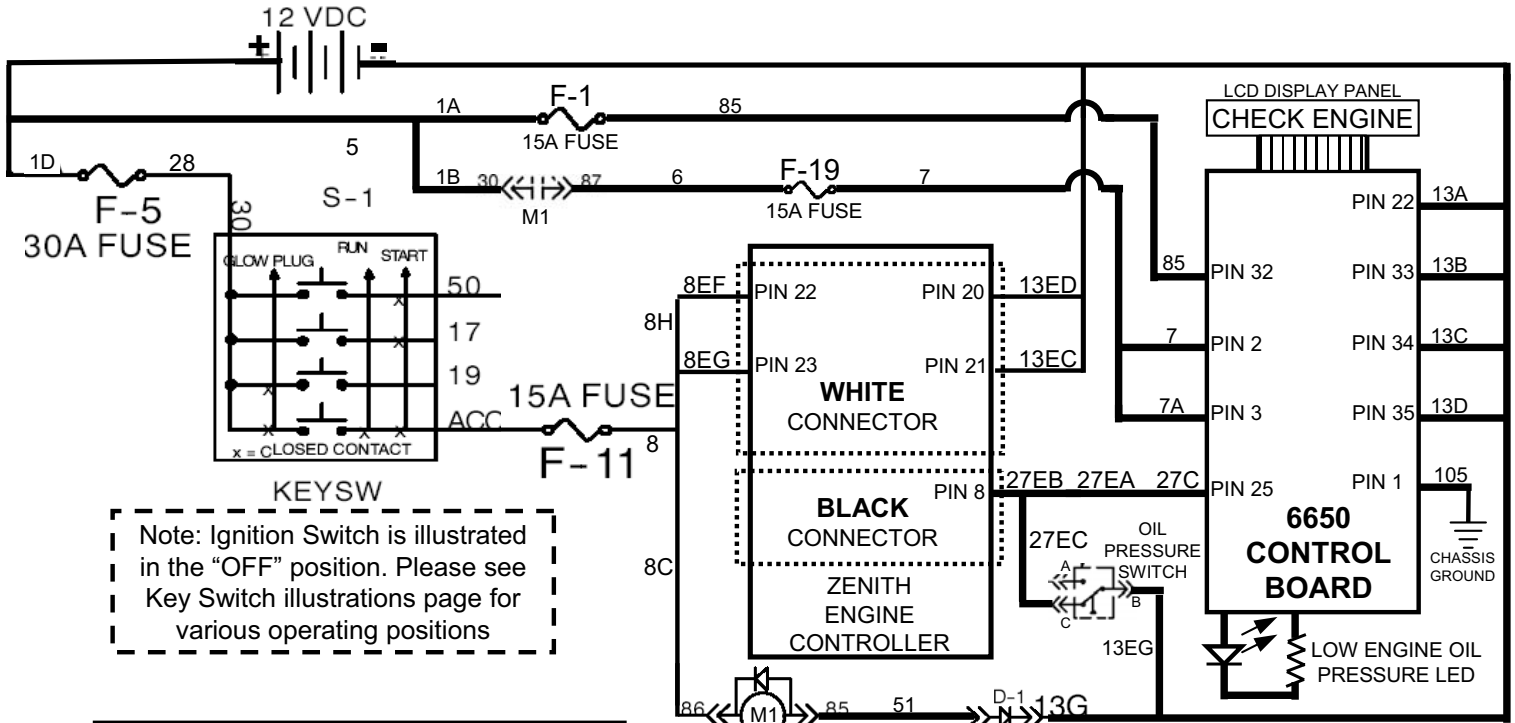 12 VDC
+ -
1A
F-1
15A FUSE
85
LCD DISPLAY PANEL
CHECK ENGINE
1D
28
F-5
30A FUSE
5
S-1
1B
30
87
M1
6
F-19
15A FUSE
7
30
GLOW PLUG
RUN
START
50
17
19
ACC
x
x
x
x
x
x
x = CLOSED CONTACT
KEYSW
15A FUSE
F-11
8
8H
8EF
8EG
8C
PIN 22
PIN 23
PIN 20
PIN 21
WHITE
CONNECTOR
13ED
13EC
PIN 8
BLACK
CONNECTOR
ZENITH
ENGINE
CONTROLLER
27EB
27EA
27C
27EC
OIL
PRESSURE
SWITCH
A
B
C
13EG
85
PIN 32
7
PIN 2
7A
PIN 3
PIN 25
PIN 22
13A
PIN 33
13B
PIN 34
13C
PIN 35
13D
PIN 1
105
6650
CONTROL
BOARD
CHASSIS
GROUND
LOW ENGINE OIL
PRESSURE LED
Note: Ignition Switch is illustrated
in the “OFF” position. Please see
Key Switch illustrations page for
various operating positions
86
M1
85
51
D-1
13G